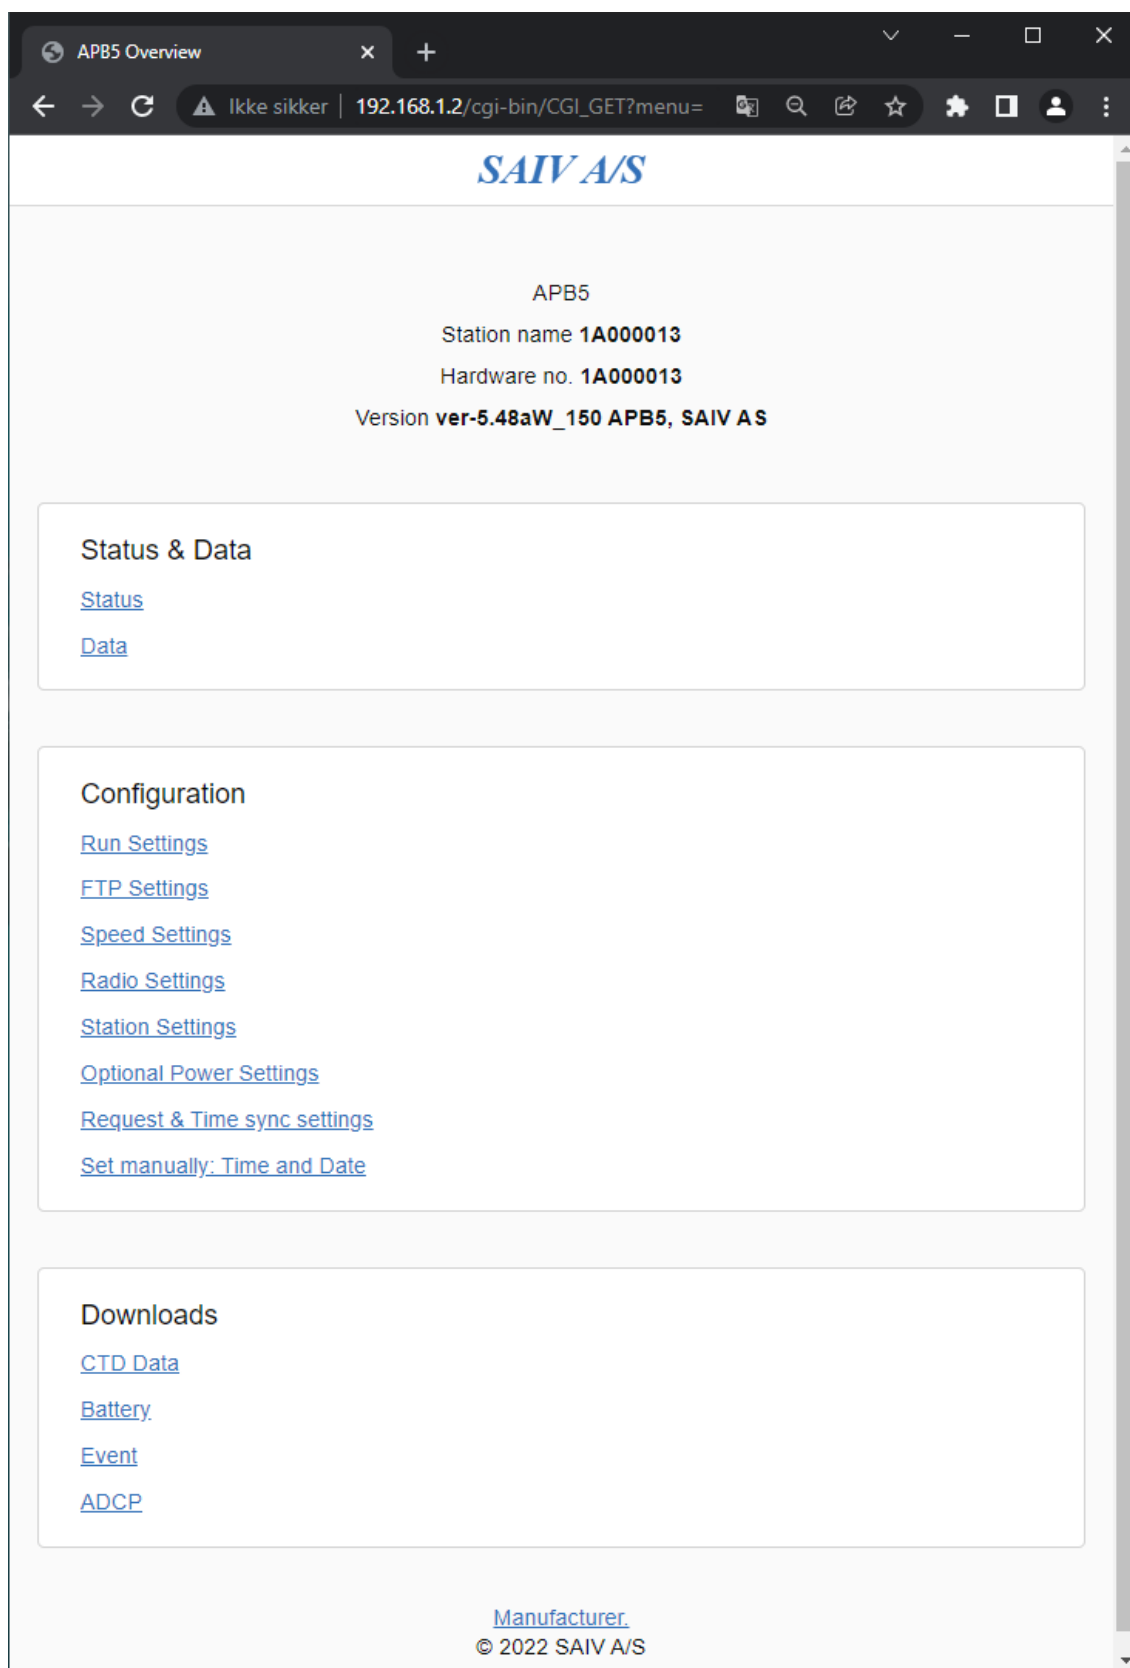 APB5 Overview
Ikke sikker | 192.168.1.2/cgi-bin/CGI_GET?menu=
SAIV A/S
APB5
Station name 1A000013
Hardware no. 1A000013
Version ver-5.48aW_150 APB5, SAIV AS
Status & Data
Status
Data
Configuration
Run Settings
FTP Settings
Speed Settings
Radio Settings
Station Settings
Optional Power Settings
Request & Time sync settings
Set manually: Time and Date
Downloads
CTD Data
Battery
Event
ADCP
Manufacturer.
© 2022 SAIV A/S